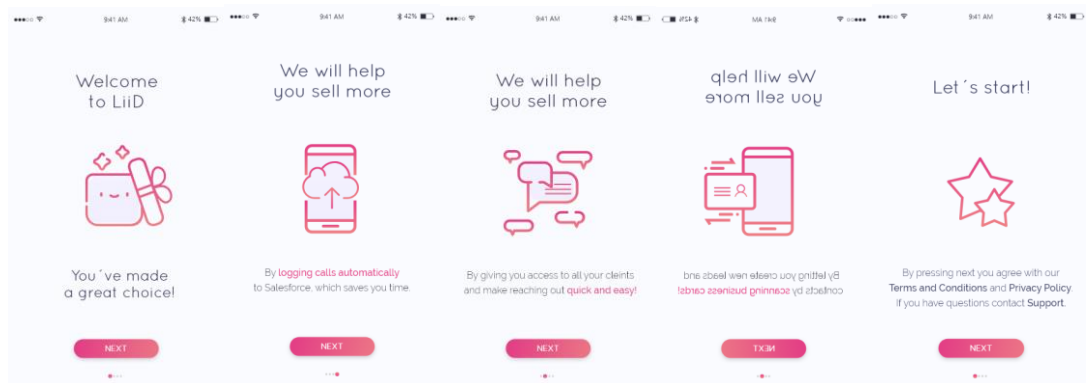 9:41 AM
42%
Welcome
to LiiD
You´ve made
a great choice!
NEXT
9:41 AM
42%
We will help
you sell more
By logging calls automatically
to Salesforce, which saves you time.
NEXT
9:41 AM
42%
We will help
you sell more
By giving you access to all your cleints
and make reaching out quick and easy!
NEXT
9:41 AM
42%
We will help
you sell more
By letting you create new leads and
contacts by scanning business cards!
NEXT
9:41 AM
42%
Let´s start!
By pressing next you agree with our
Terms and Conditions and Privacy Policy.
If you have questions contact Support.
NEXT